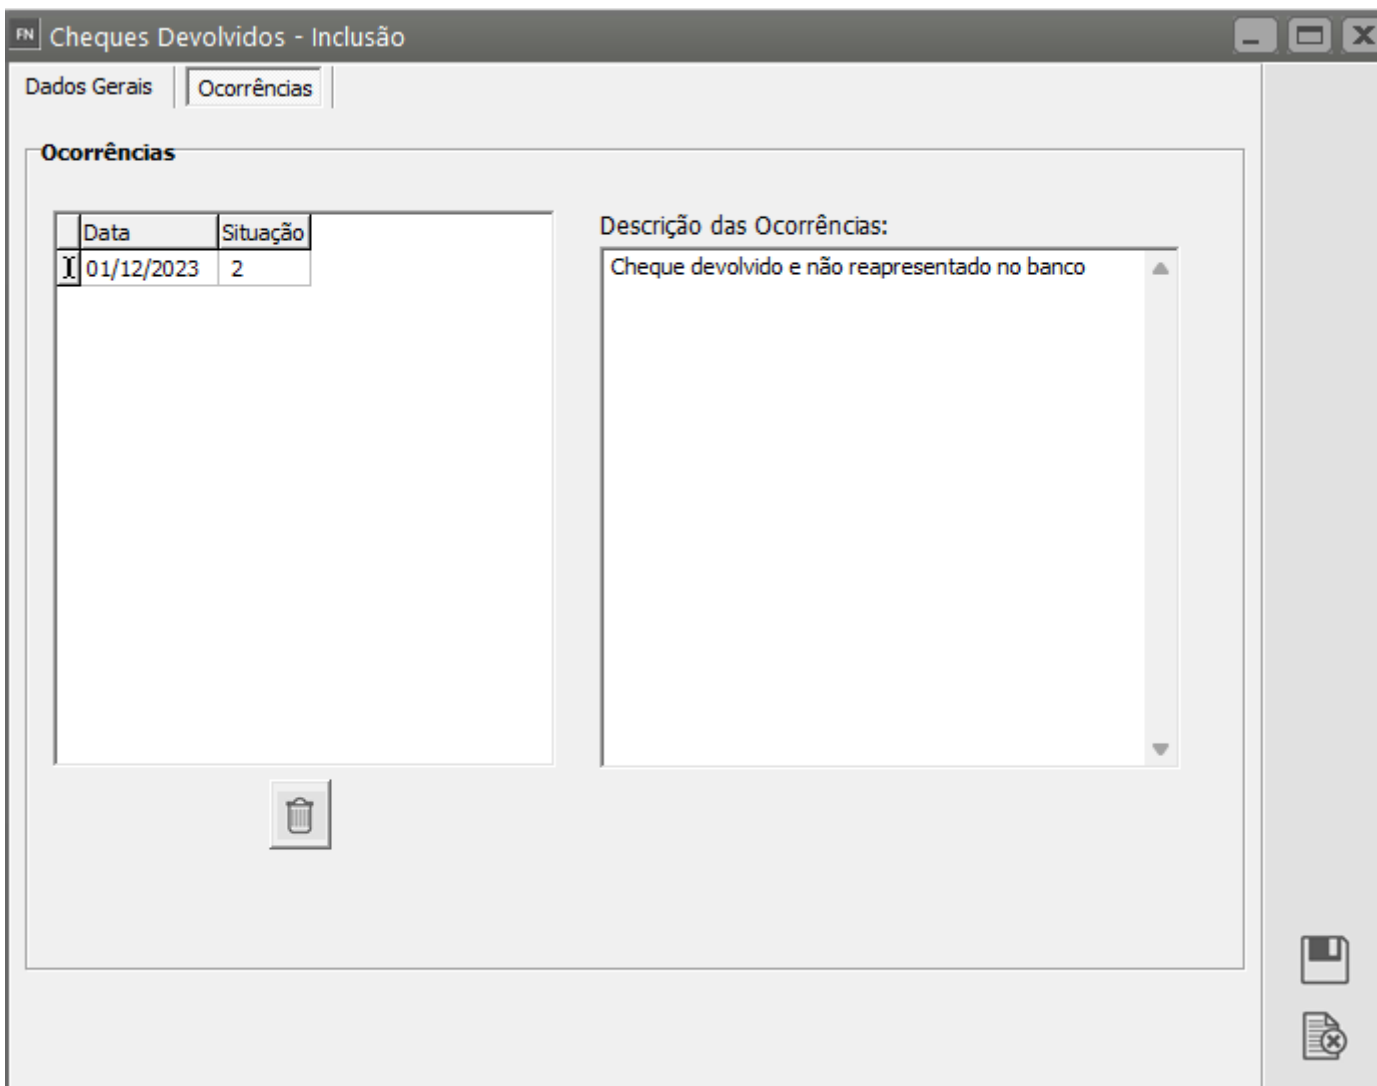 FN Cheques Devolvidos - Inclusão
Dados Gerais Ocorrências
Ocorrências
Data Situação
01/12/2023 2
Descrição das Ocorrências:
Cheque devolvido e não reapresentado no banco